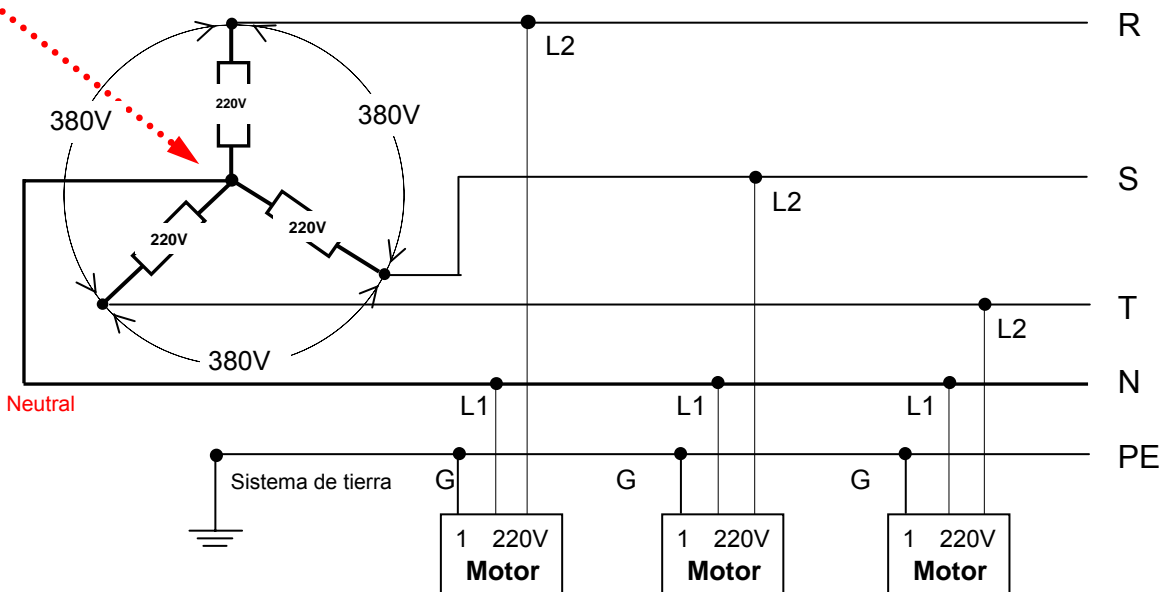 R
L2
220V
380V
380V
S
L2
220V
220V
T
L2
380V
N
Neutral
L1
L1
L1
PE
Sistema de tierra
G
G
G
1 220V
Motor
1 220V
Motor
1 220V
Motor